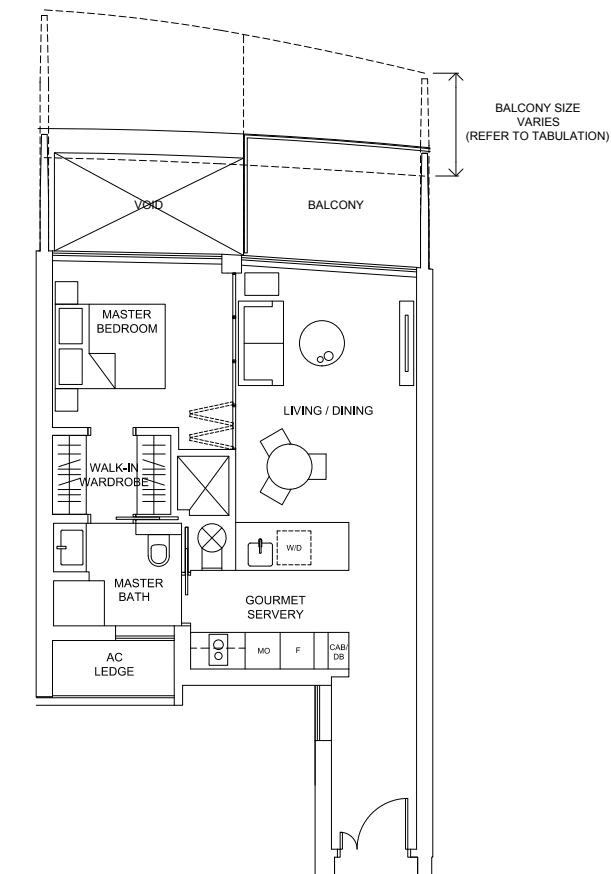 BALCONY SIZE
VARIES
(REFER TO TABULATION)
VOID
BALCONY
MASTER
BEDROOM
LIVING / DINING
WALK-IN
WARDROBE
W/D
MASTER
BATH
GOURMET
SERVERY
MO
F
CAB/
DB
AC
LEDGE